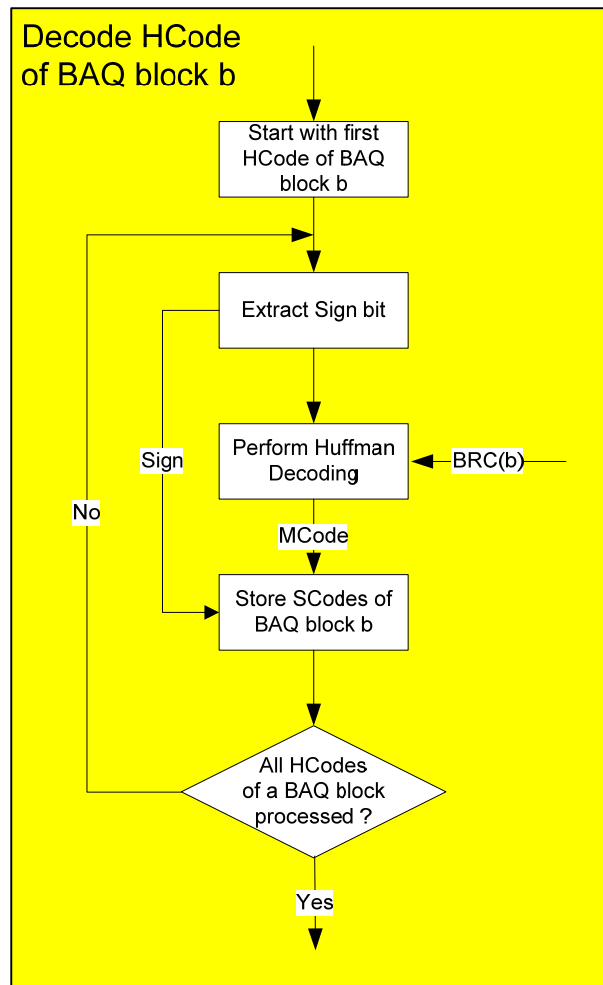 Decode HCode
of BAQ block b
Start with first
HCode of BAQ
block b
Extract Sign bit
Perform Huffman
Decoding
BRC(b)
Sign
No
MCode
Store SCodes of
BAQ block b
All HCodes
of a BAQ block
processed ?
Yes